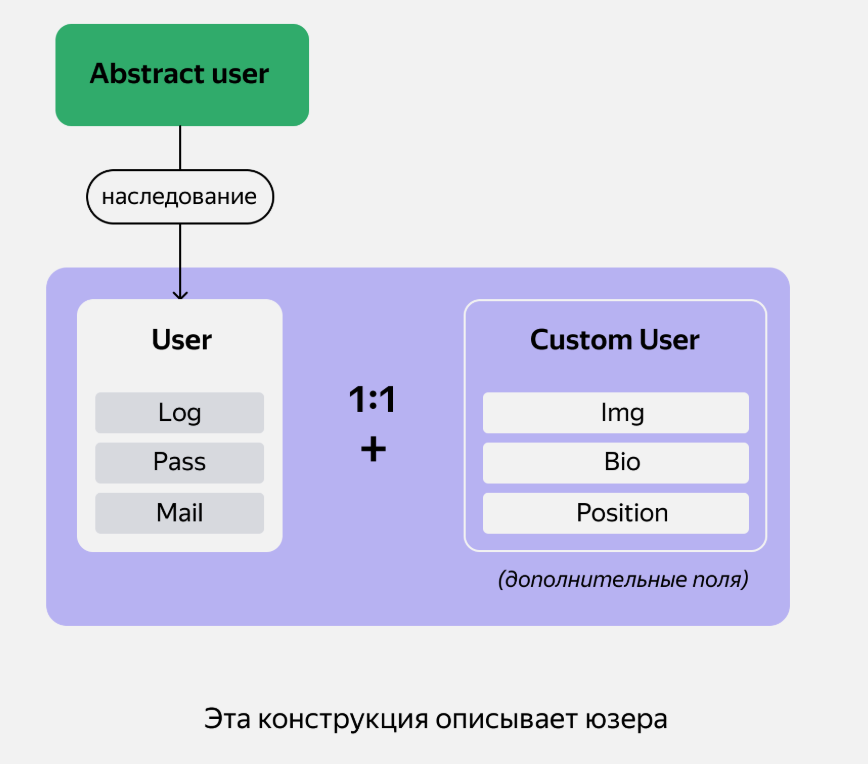 Abstract user
наследование
User
Log
Pass
Mail
1:1
+
Custom User
Img
Bio
Position
(дополнительные поля)
Эта конструкция описывает юзера